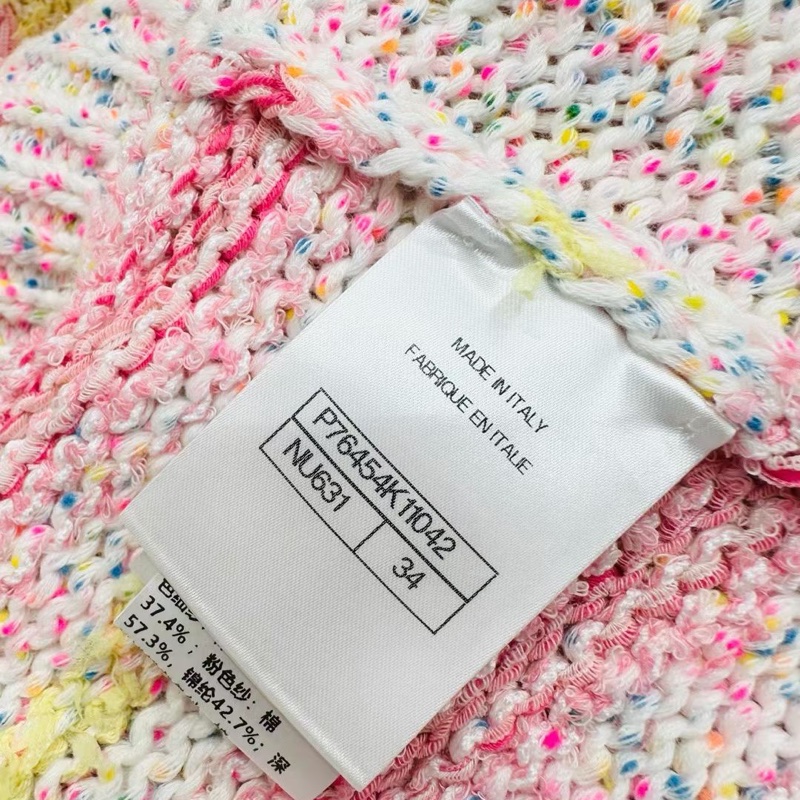 MADE IN ITALY
FABRIQUE EN ITALIE
P76454K11042
NU631
34
37.4%; 粉色纱: 棉
57.3%, 锦纶42.7%; 深